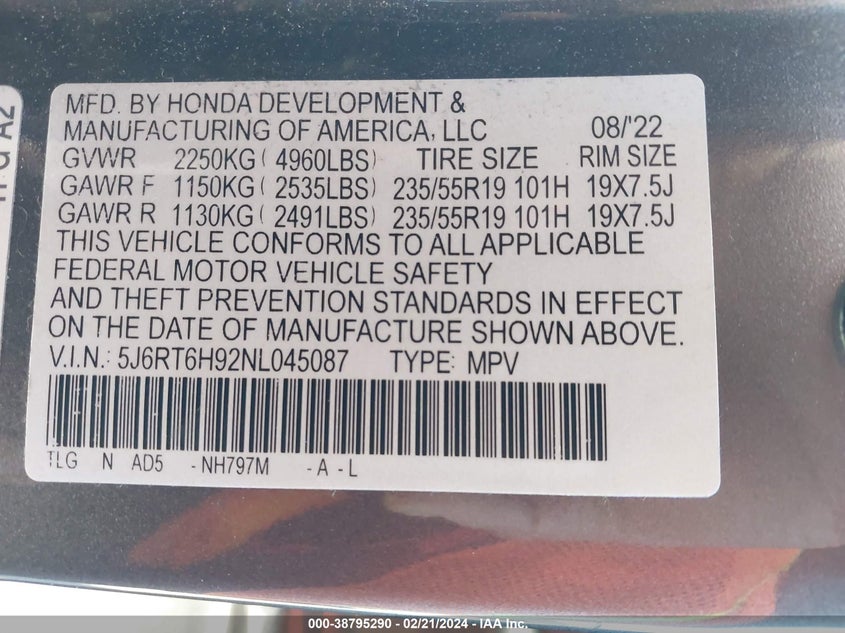 MFD. BY HONDA DEVELOPMENT &
MANUFACTURING OF AMERICA, LLC 08/'22
GVWR 2250KG ( 4960LBS) TIRE SIZE RIM SIZE
GAWR F 1150KG ( 2535LBS) 235/55R19 101H 19X7.5J
GAWR R 1130KG ( 2491LBS) 235/55R19 101H 19X7.5J
THIS VEHICLE CONFORMS TO ALL APPLICABLE
FEDERAL MOTOR VEHICLE SAFETY
AND THEFT PREVENTION STANDARDS IN EFFECT
ON THE DATE OF MANUFACTURE SHOWN ABOVE.
V.I.N.: 5J6RT6H92NL045087 TYPE: MPV
TLG N AD5 -NH797M -A -L
000-38795290 - 02/21/2024 - IAA Inc.